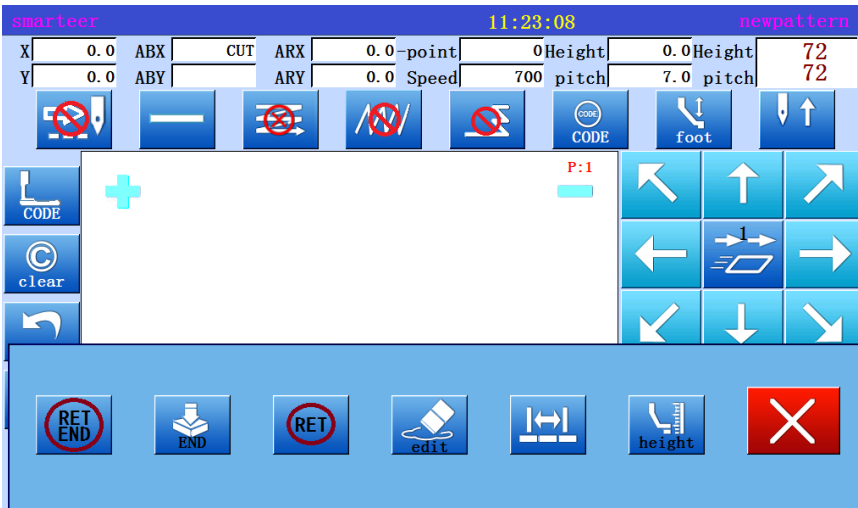 smarteer 11:23:08 newpattern
X 0.0 ABX CUT ARX 0.0 -point 0 Height 0.0 Height 72
Y 0.0 ABY ARY 0.0 Speed 700 pitch 7.0 pitch 72
CODE
CODE foot
P:1
CODE
1
C
clear
RET
END
END
RET
edit
height